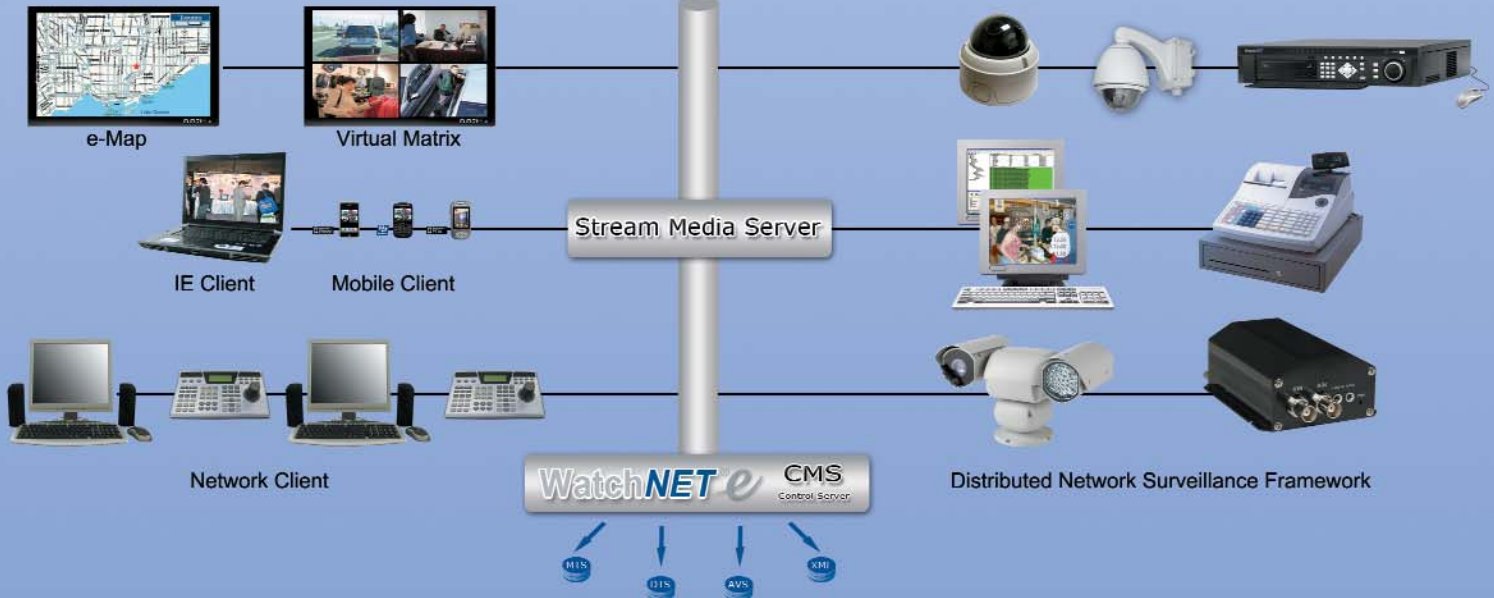 e-Map
Virtual Matrix
Stream Media Server
IE Client
Mobile Client
Network Client
WatchNET e CMS
Control Server
Distributed Network Surveillance Framework
MTS
DTS
AVS
XML